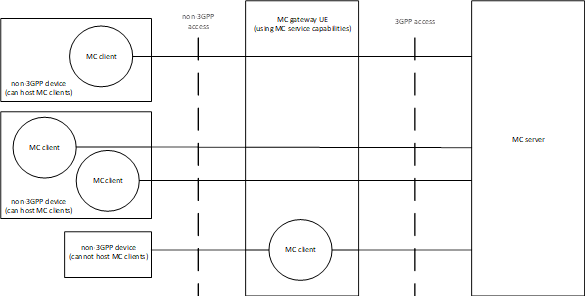 non-3GPP
access
MC gateway UE
(using MC service capabilities)
3GPP access
MC client
non-3GPP device
(can host MC clients)
MC server
MC client
MC client
non-3GPP device
(can host MC clients)
non-3GPP device
(cannot host MC clients)
MC client